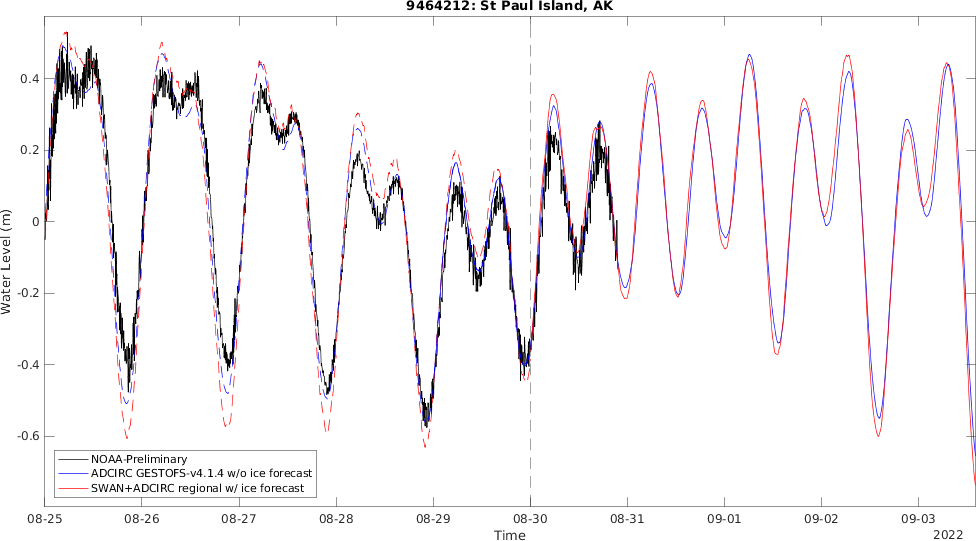 9464212: St Paul Island, AK
Water Level (m)
0.4
0.2
0
-0.2
-0.4
-0.6
NOAA-Preliminary
ADCIRC GESTOFS-v4.1.4 w/o ice forecast
SWAN+ADCIRC regional w/ ice forecast
08-25 08-26 08-27 08-28 08-29 08-30 08-31 09-01 09-02 09-03
Time
2022